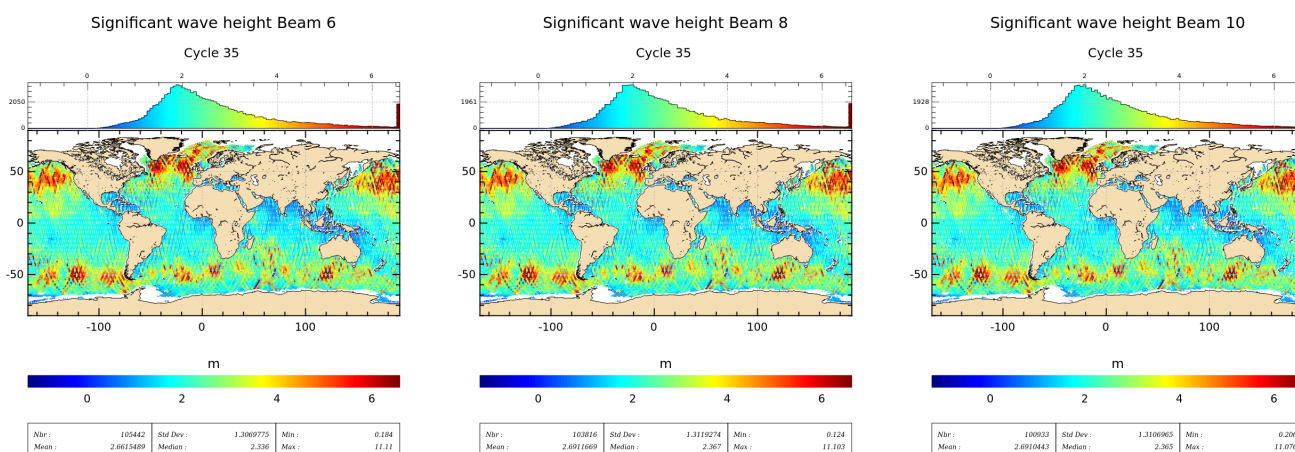 Significant wave height Beam 6
Cycle 35
0 2 4 6
2050
0
50
0
-50
-100 0 100
m
0 2 4 6
Nbr : 105442 Std Dev : 1.3069775 Min : 0.184
Mean : 2.6615489 Median : 2.336 Max : 11.11
Significant wave height Beam 8
Cycle 35
0 2 4 6
1961
0
50
0
-50
-100 0 100
m
0 2 4 6
Nbr : 103816 Std Dev : 1.3119274 Min : 0.124
Mean : 2.6911669 Median : 2.367 Max : 11.103
Significant wave height Beam 10
Cycle 35
0 2 4 6
1928
0
50
0
-50
-100 0 100
m
0 2 4 6
Nbr : 100933 Std Dev : 1.3106965 Min : 0.206
Mean : 2.6910443 Median : 2.365 Max : 11.076